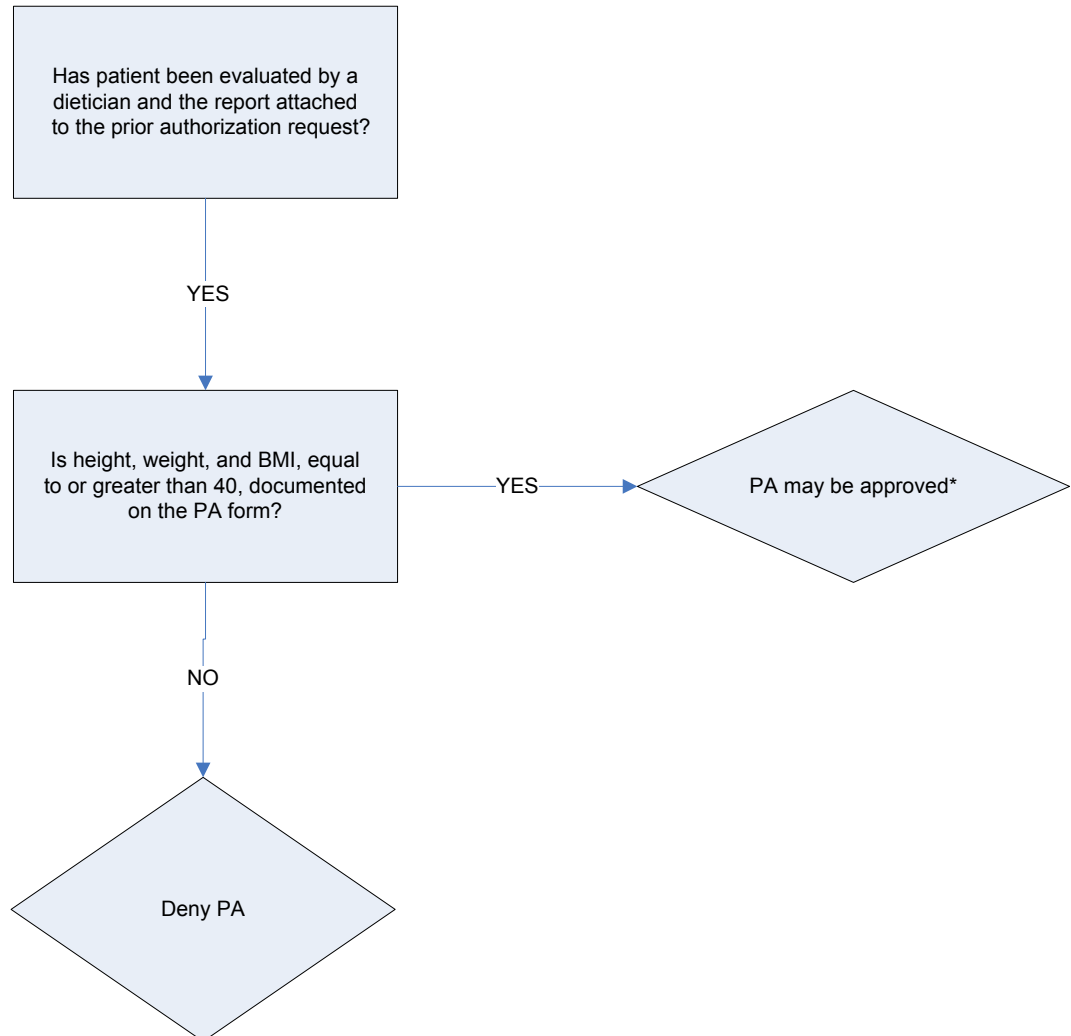 Has patient been evaluated by a
dietician and the report attached
to the prior authorization request?
YES
Is height, weight, and BMI, equal
to or greater than 40, documented
on the PA form?
YES
PA may be approved*
NO
Deny PA